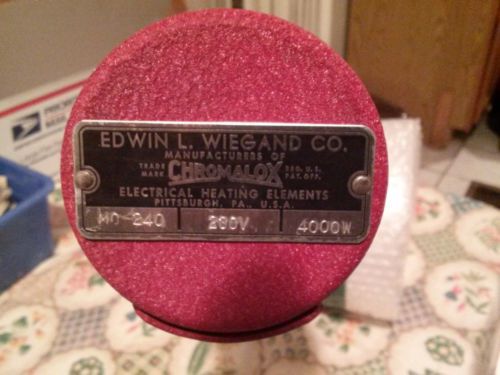 EDWIN L. WIEGAND CO.
MANUFACTURERS OF
TRADE MARK CHROMALOX REG. U.S. PAT. OFF.
ELECTRICAL HEATING ELEMENTS
PITTSBURGH, PA., U.S.A.
MO-240 230V 4000W
PRIORITY